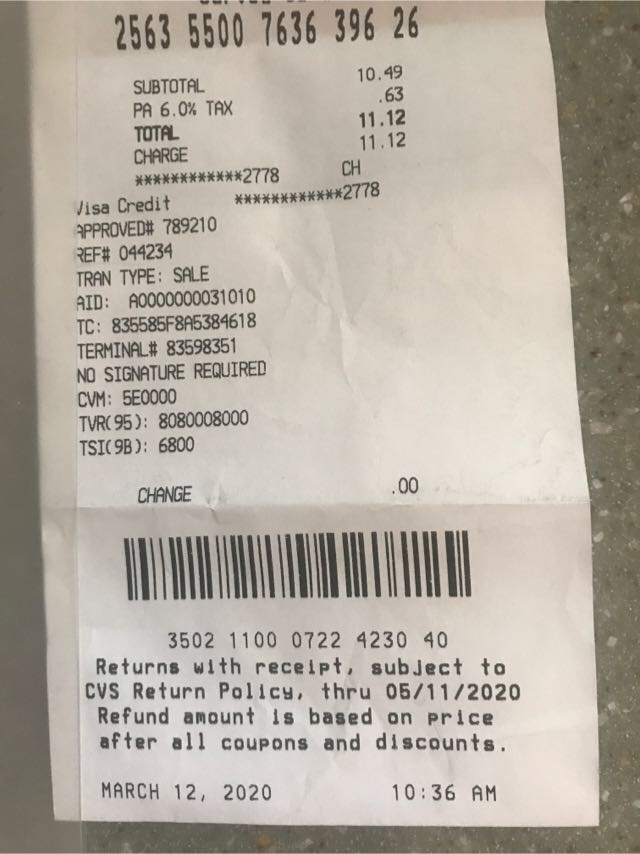 2563 5500 7636 396 26
SUBTOTAL 10.49
PA 6.0% TAX .63
TOTAL 11.12
CHARGE 11.12
************2778 CH
Visa Credit ************2778
APPROVED# 789210
REF# 044234
TRAN TYPE: SALE
AID: A0000000031010
TC: 835585F8A5384618
TERMINAL# 83598351
NO SIGNATURE REQUIRED
CVM: 5E0000
TVR(95): 8080008000
TSI(9B): 6800
CHANGE .00
3502 1100 0722 4230 40
Returns with receipt, subject to
CVS Return Policy, thru 05/11/2020
Refund amount is based on price
after all coupons and discounts.
MARCH 12, 2020 10:36 AM